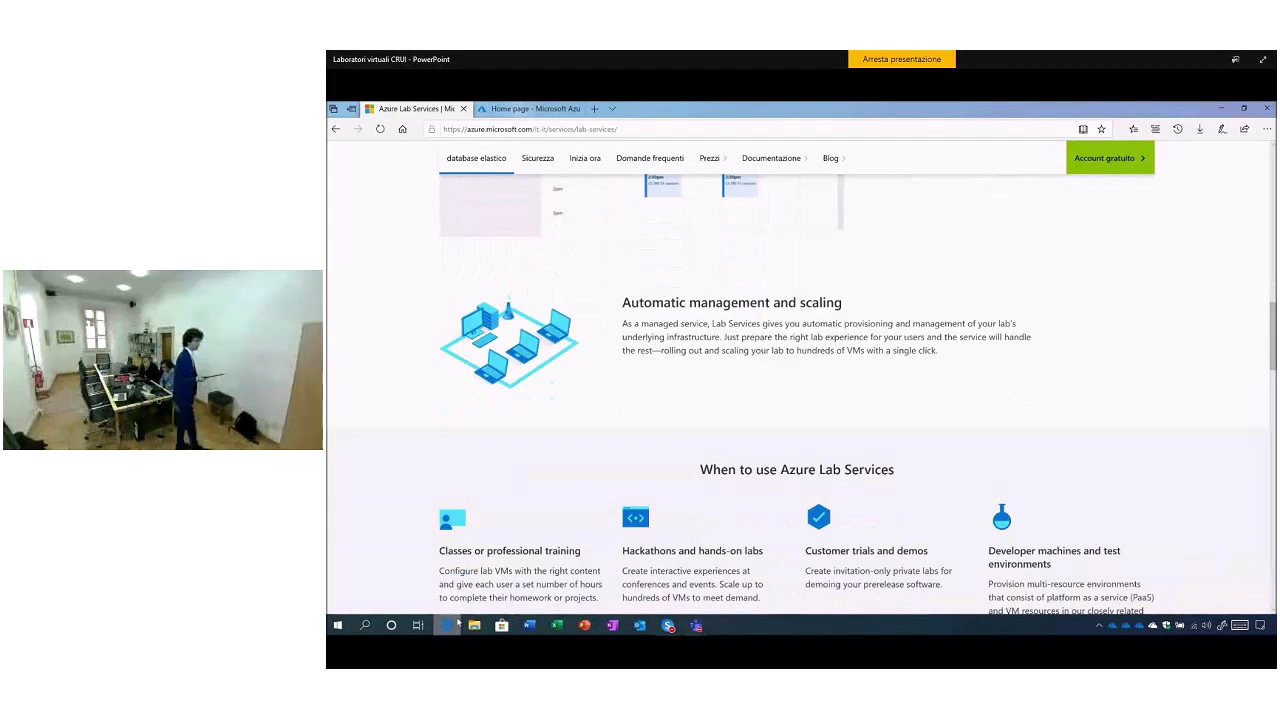 Laboratori virtuali CRUI - PowerPoint
Arresta presentazione
Azure Lab Services | Mic
Home page - Microsoft Azu
https://azure.microsoft.com/it-it/services/lab-services/
database elastico Sicurezza Inizia ora Domande frequenti Prezzi Documentazione Blog
Account gratuito
2:30pm 2:30pm
2pm
3pm
Automatic management and scaling
As a managed service, Lab Services gives you automatic provisioning and management of your lab's
underlying infrastructure. Just prepare the right lab experience for your users and the service will handle
the rest—rolling out and scaling your lab to hundreds of VMs with a single click.
When to use Azure Lab Services
Classes or professional training
Configure lab VMs with the right content
and give each user a set number of hours
to complete their homework or projects.
Hackathons and hands-on labs
Create interactive experiences at
conferences and events. Scale up to
hundreds of VMs to meet demand.
Customer trials and demos
Create invitation-only private labs for
demoing your prerelease software.
Developer machines and test
environments
Provision multi-resource environments
that consist of platform as a service (PaaS)
and VM resources in our closely related